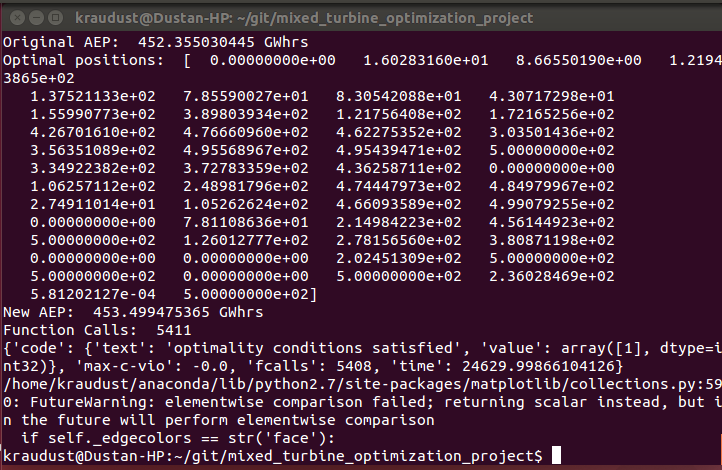 kraudust@Dustan-HP: ~/git/mixed_turbine_optimization_project
Original AEP:  452.355030445 GWhrs
Optimal positions:  [  0.00000000e+00   1.60283160e+01   8.66550190e+00   1.2194
3865e+02
   1.37521133e+02   7.85590027e+01   8.30542088e+01   4.30717298e+01
   1.55990773e+02   3.89803934e+02   1.21756408e+02   1.72165256e+02
   4.26701610e+02   4.76660960e+02   4.62275352e+02   3.03501436e+02
   3.56351089e+02   4.95568967e+02   4.95439471e+02   5.00000000e+02
   3.34922382e+02   3.72783359e+02   4.36258711e+02   0.00000000e+00
   1.06257112e+02   2.48981796e+02   4.74447973e+02   4.84979967e+02
   2.74911014e+01   1.05262624e+02   4.66093589e+02   4.99079255e+02
   0.00000000e+00   7.81108636e+01   2.14984223e+02   4.56144923e+02
   5.00000000e+02   1.26012777e+02   2.78156560e+02   3.80871198e+02
   0.00000000e+00   0.00000000e+00   2.02451309e+02   5.00000000e+02
   5.00000000e+02   0.00000000e+00   5.00000000e+02   2.36028469e+02
   5.81202127e-04   5.00000000e+02]
New AEP:  453.499475365 GWhrs
Function Calls:  5411
{'code': {'text': 'optimality conditions satisfied', 'value': array([1], dtype=i
nt32)}, 'max-c-vio': -0.0, 'fcalls': 5408, 'time': 24629.99866104126}
/home/kraudust/anaconda/lib/python2.7/site-packages/matplotlib/collections.py:59
0: FutureWarning: elementwise comparison failed; returning scalar instead, but i
n the future will perform elementwise comparison
  if self._edgecolors == str('face'):
kraudust@Dustan-HP:~/git/mixed_turbine_optimization_project$